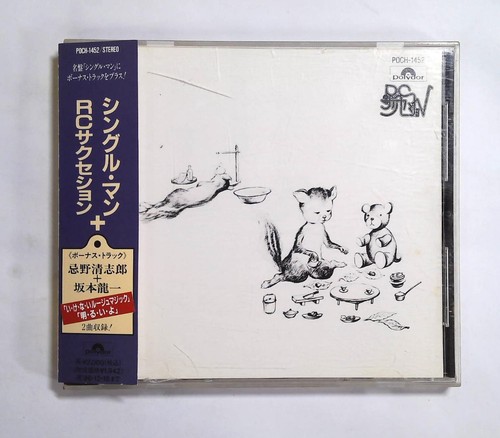 POCH-1452 STEREO
名盤「シングル・マン」に
ボーナス・トラックをプラス!
シングル・マン+
RCサクセション
《ボーナス・トラック》
忌野清志郎
+
坂本龍一
「い・け・な・いルージュマジック」
「明・る・い・よ」
2曲収録!
polydor
POCH-1452
polydor
RC